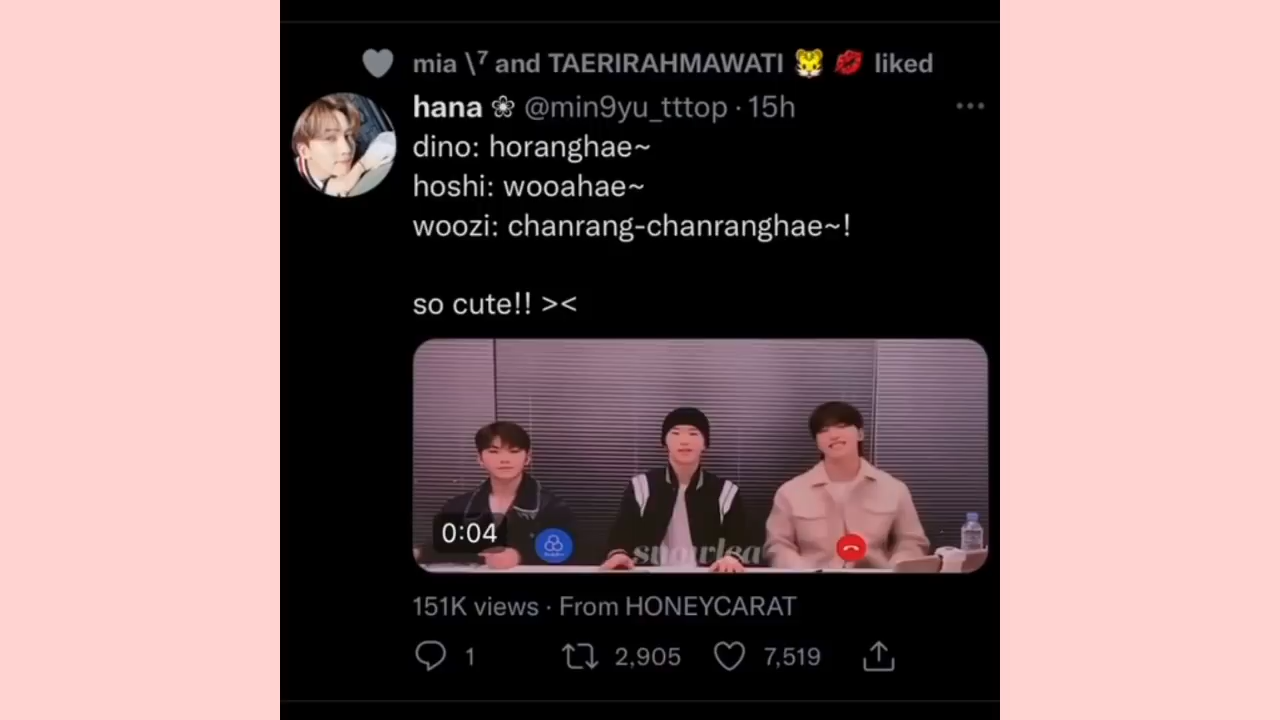 mia \⁷ and TAERIRAHMAWATI 🐯 💋 liked
hana ❀ @min9yu_tttop · 15h
dino: horanghae~
hoshi: wooahae~
woozi: chanrang-chanranghae~!
so cute!! ><
0:04
snowlea
151K views · From HONEYCARAT
1 2,905 7,519